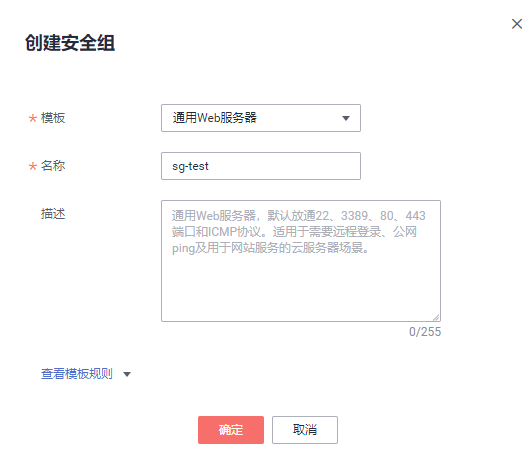 创建安全组
* 模板 通用Web服务器
* 名称 sg-test
描述
通用Web服务器，默认放通22、3389、80、443
端口和ICMP协议。适用于需要远程登录、公网
ping及用于网站服务的云服务器场景。
0/255
查看模板规则
确定 取消